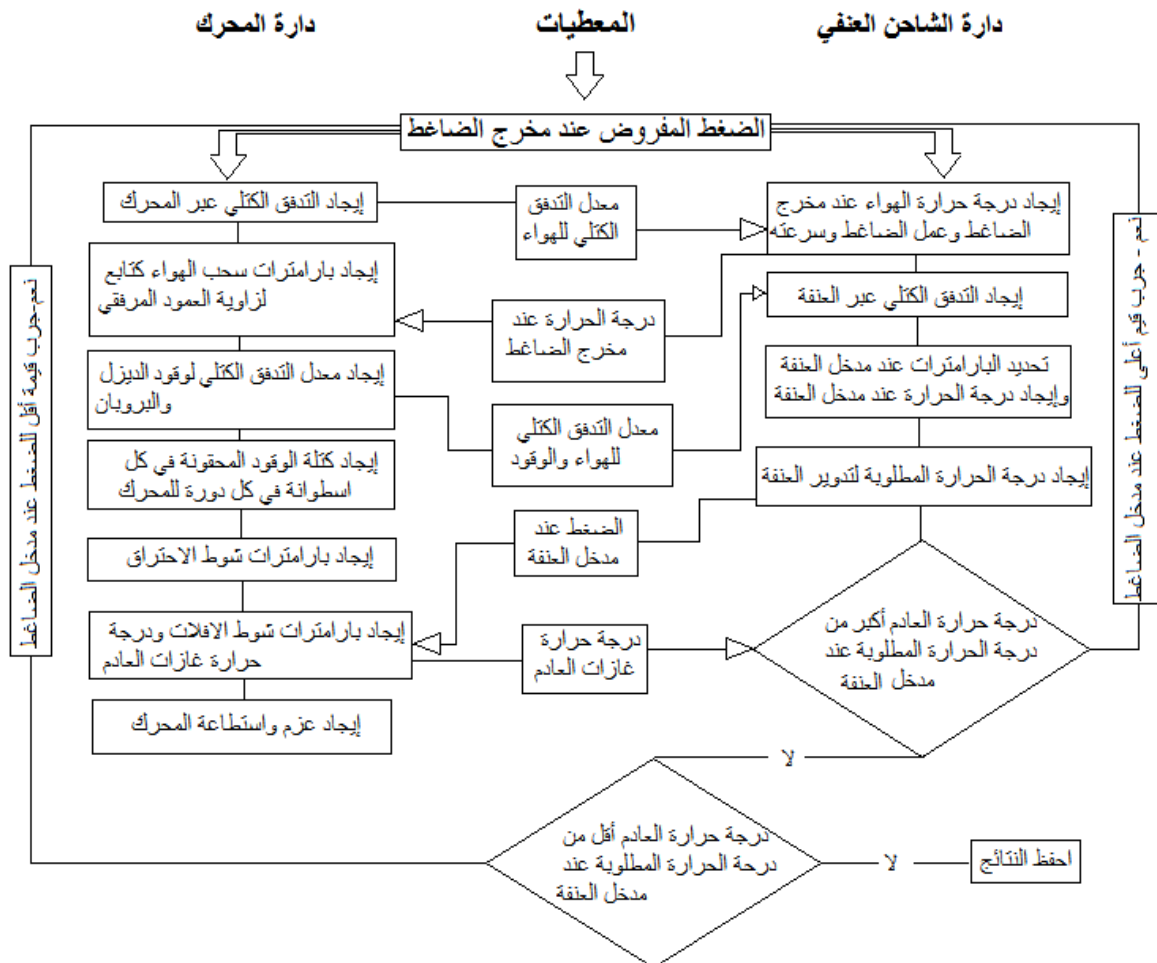 دارة الشاحن العنفي
المعطيات
دارة المحرك
الضغط المفروض عند مخرج الضاغط
إيجاد درجة حرارة الهواء عند مخرج
الضاغط وعمل الضاغط وسرعته
إيجاد التدفق الكتلي عبر العنفة
تحديد البارامترات عند مدخل العنفة
وإيجاد درجة الحرارة عند مدخل العنفة
إيجاد درجة الحرارة المطلوبة لتدوير العنفة
درجة حرارة العادم أكبر من
درجة الحرارة المطلوبة عند
مدخل العنفة
نعم - جرب قيم أعلى للضغط عند مدخل الضاغط
معدل التدفق
الكتلي للهواء
درجة الحرارة عند
مخرج الضاغط
معدل التدفق الكتلي
للهواء والوقود
الضغط عند
مدخل العنفة
درجة حرارة
غازات العادم
إيجاد التدفق الكتلي عبر المحرك
إيجاد بارامترات سحب الهواء كتابع
لزاوية العمود المرفقي
إيجاد معدل التدفق الكتلي لوقود الديزل
والبروبان
إيجاد كتلة الوقود المحقونة في كل
اسطوانة في كل دورة للمحرك
إيجاد بارامترات شوط الاحتراق
إيجاد بارامترات شوط الافلات ودرجة
حرارة غازات العادم
إيجاد عزم واستطاعة المحرك
نعم-جرب قيمة أقل للضغط عند مدخل الضاغط
لا
درجة حرارة العادم أقل من
درحة الحرارة المطلوبة عند
مدخل العنفة
لا
احفظ النتائج